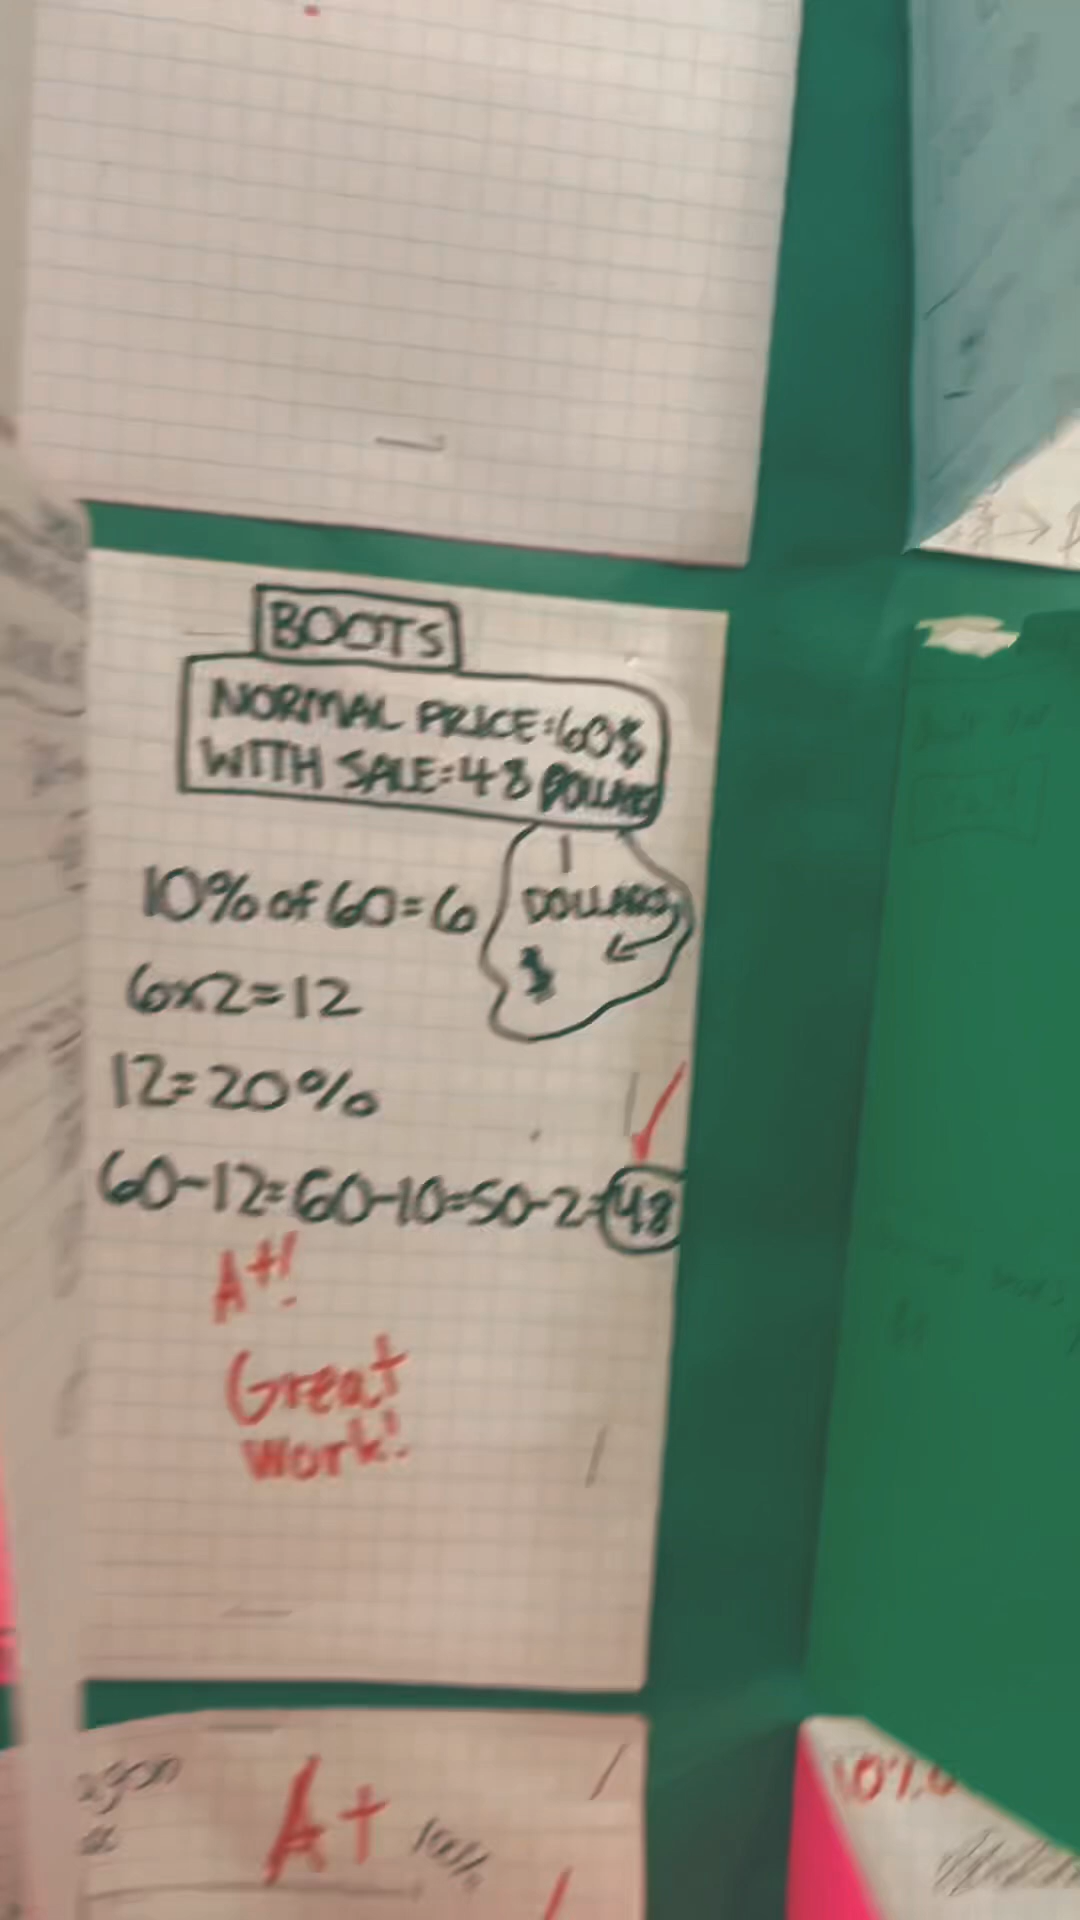 BOOTS
NORMAL PRICE:60$
WITH SALE:48 DOLLARS
DOLLARS
$
10% of 60=6
6x2=12
12=20%
60-12=60-10=50-2=48
A+!
Great
work!
A+
100%
10%